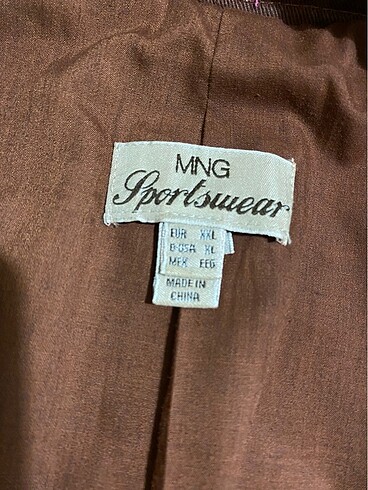 MNG
Sportswear
EUR XXL
USA XL
MEX EEG
MADE IN
CHINA